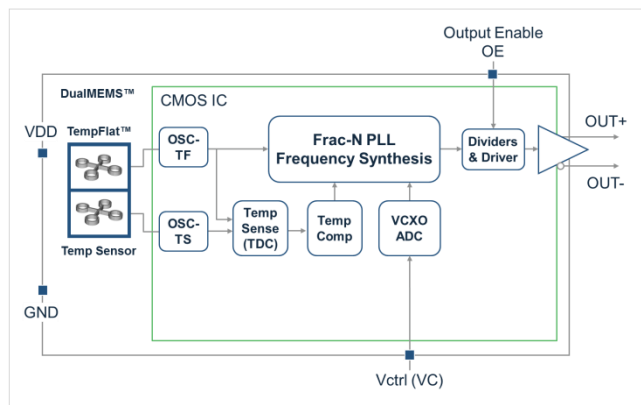 Output Enable
OE
DualMEMS™
CMOS IC
VDD
TempFlat™
OSC-
TF
Frac-N PLL
Frequency Synthesis
Dividers
& Driver
OUT+
OUT-
OSC-
TS
Temp
Sense
(TDC)
Temp
Comp
VCXO
ADC
Temp Sensor
GND
Vctrl (VC)